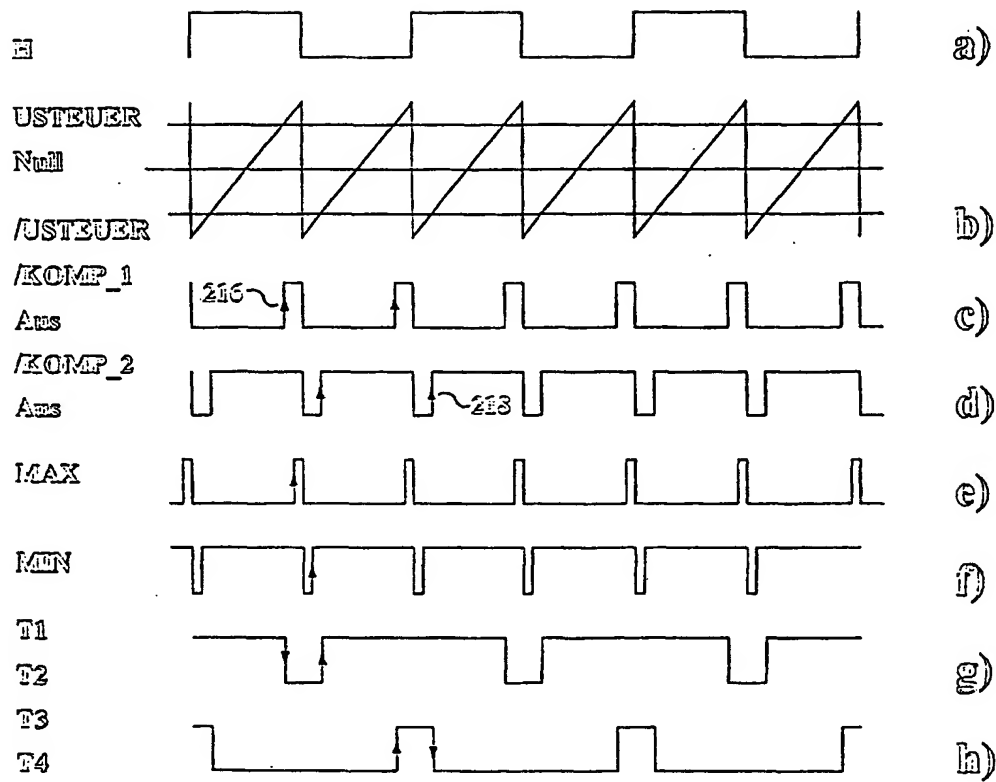 H a)
USTEUER
Null
/USTEUER b)
/KOMP_1
216
Aus c)
/KOMP_2
Aus 218 d)
MAX e)
MIN f)
T1
T2 g)
T3
T4 h)